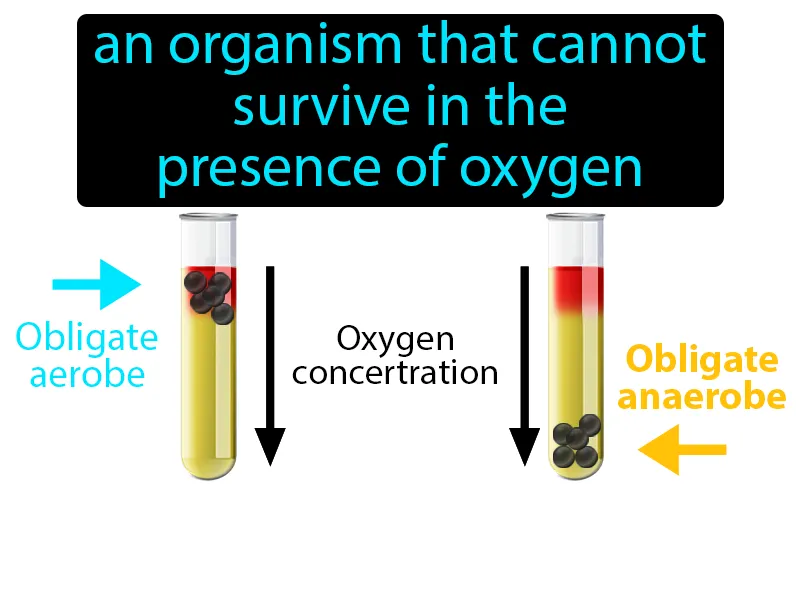 an organism that cannot
survive in the
presence of oxygen
Obligate
aerobe
Oxygen
concertration
Obligate
anaerobe